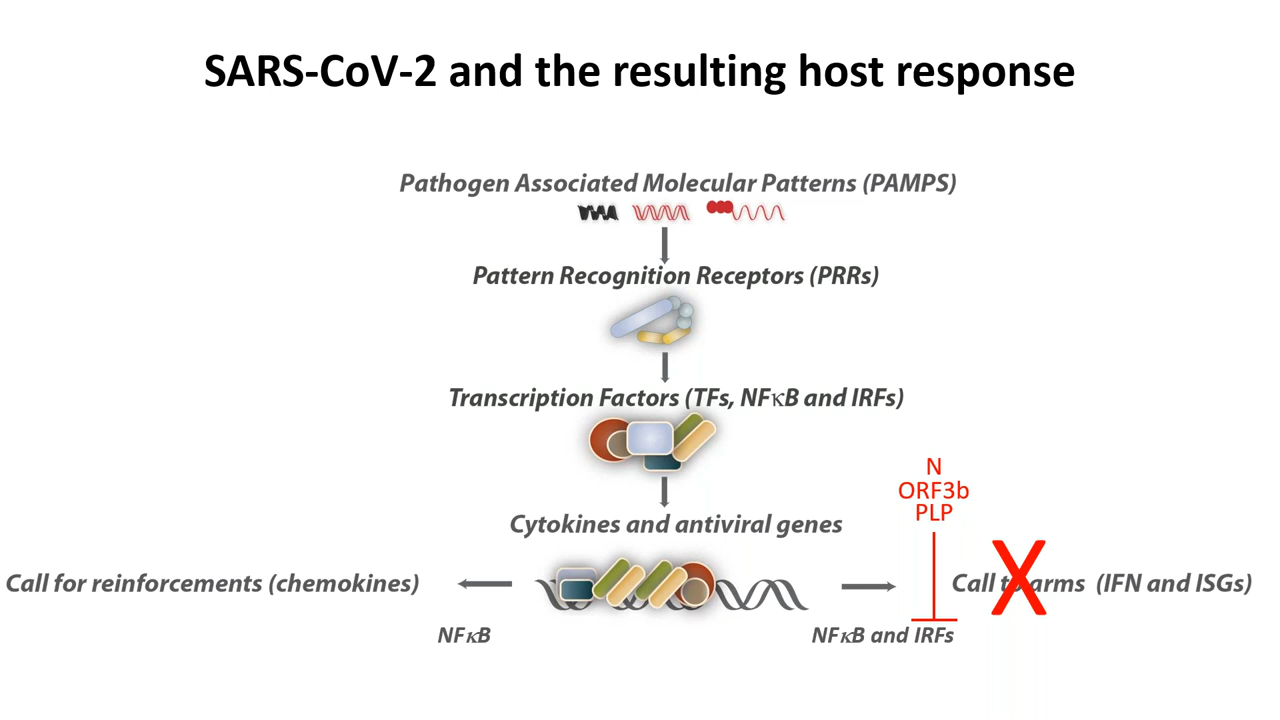 SARS-CoV-2 and the resulting host response
Pathogen Associated Molecular Patterns (PAMPS)
Pattern Recognition Receptors (PRRs)
Transcription Factors (TFs, NFκB and IRFs)
N
ORF3b
PLP
Cytokines and antiviral genes
Call for reinforcements (chemokines)
Call to arms (IFN and ISGs)
X
NFκB
NFκB and IRFs